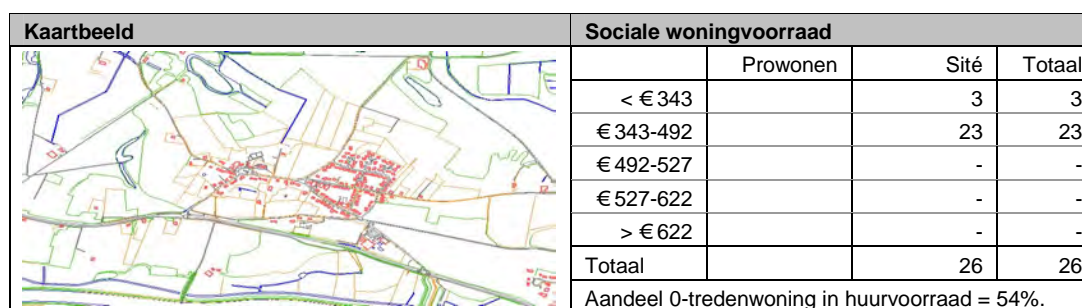 Kaartbeeld Sociale woningvoorraad
Prowonen Sité Totaal
< € 343 3 3
€ 343-492 23 23
€ 492-527 - -
€ 527-622 - -
> € 622 - -
Totaal 26 26
Aandeel 0-tredenwoning in huurvoorraad = 54%.